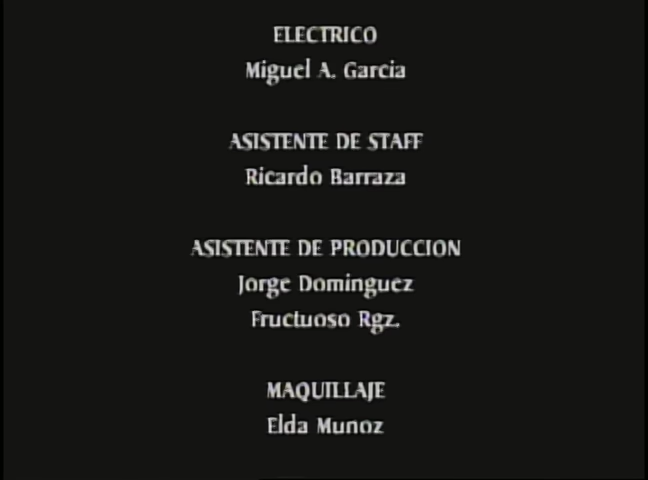 ELECTRICO
Miguel A. Garcia
ASISTENTE DE STAFF
Ricardo Barraza
ASISTENTE DE PRODUCCION
Jorge Dominguez
Fructuoso Rgz.
MAQUILLAJE
Elda Munoz